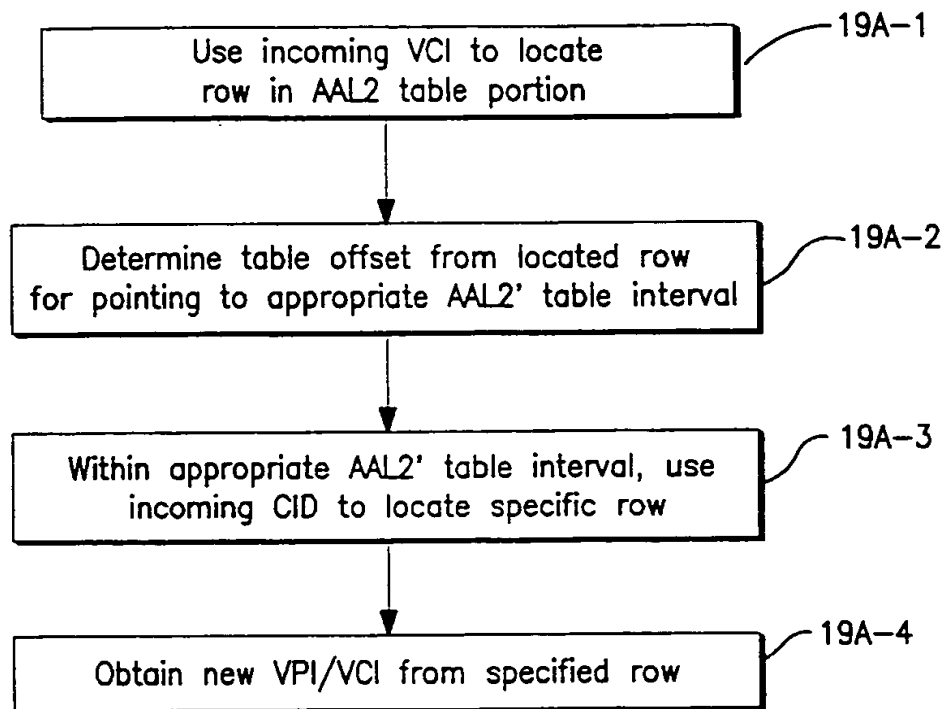 Use incoming VCI to locate
row in AAL2 table portion
19A-1
Determine table offset from located row
for pointing to appropriate AAL2' table interval
19A-2
Within appropriate AAL2' table interval, use
incoming CID to locate specific row
19A-3
Obtain new VPI/VCI from specified row
19A-4